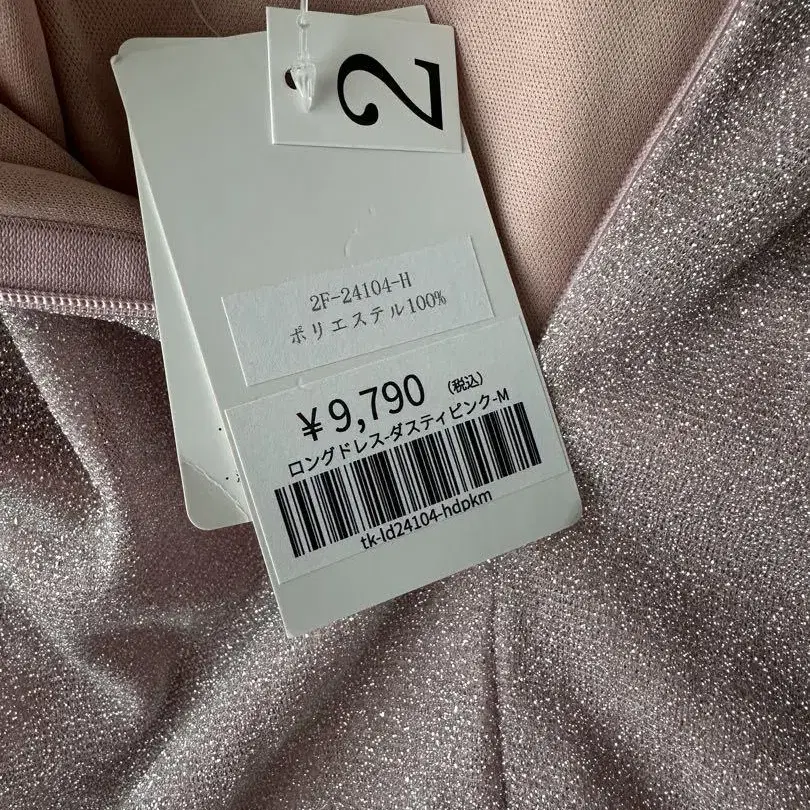 2
2F-24104-H
ポリエステル100%
￥9,790 (税込)
ロングドレス-ダスティピンク-M
tk-ld24104-hdpkm